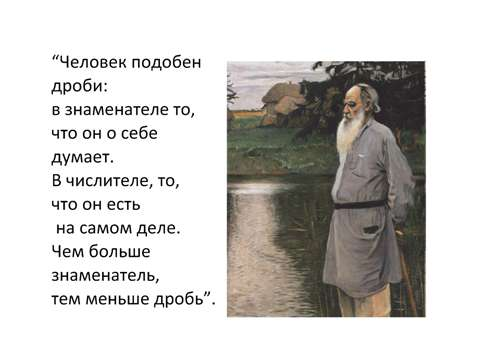 “Человек подобен
дроби:
в знаменателе то,
что он о себе
думает.
В числителе, то,
что он есть
на самом деле.
Чем больше
знаменатель,
тем меньше дробь”.